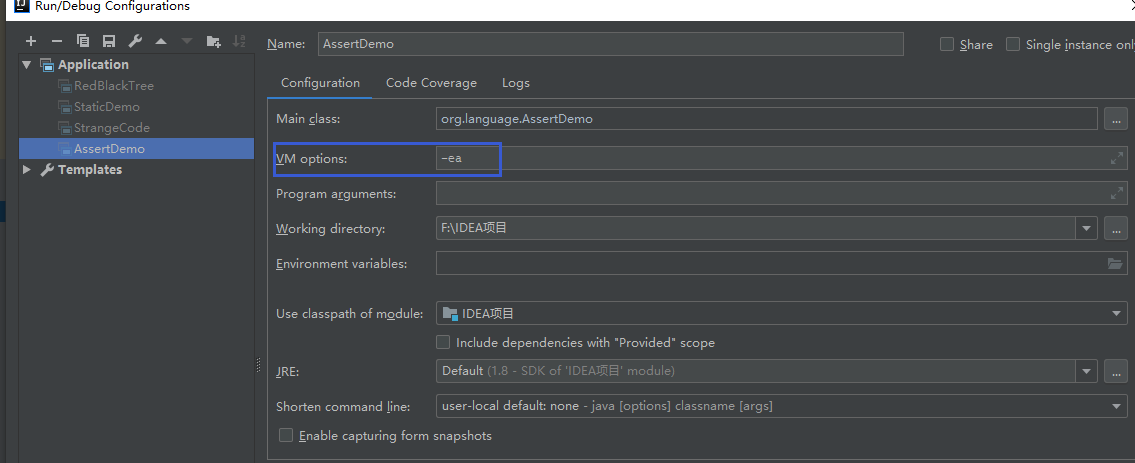 Run/Debug Configurations
Name: AssertDemo Share Single instance only
Application
RedBlackTree
StaticDemo
StrangeCode
AssertDemo
Templates
Configuration Code Coverage Logs
Main class: org.language.AssertDemo ...
VM options: -ea
Program arguments:
Working directory: F:\IDEA项目 ...
Environment variables:
Use classpath of module: IDEA项目
Include dependencies with "Provided" scope
JRE: Default (1.8 - SDK of 'IDEA项目' module) ...
Shorten command line: user-local default: none - java [options] classname [args]
Enable capturing form snapshots